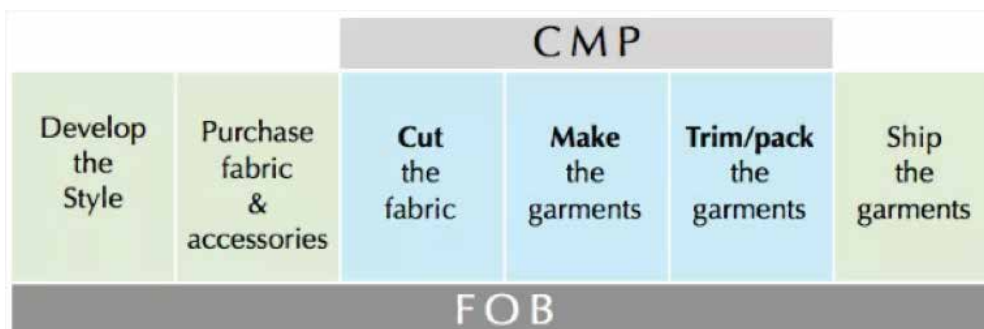 CMP
Develop
the
Style
Purchase
fabric
&
accessories
Cut
the
fabric
Make
the
garments
Trim/pack
the
garments
Ship
the
garments
FOB